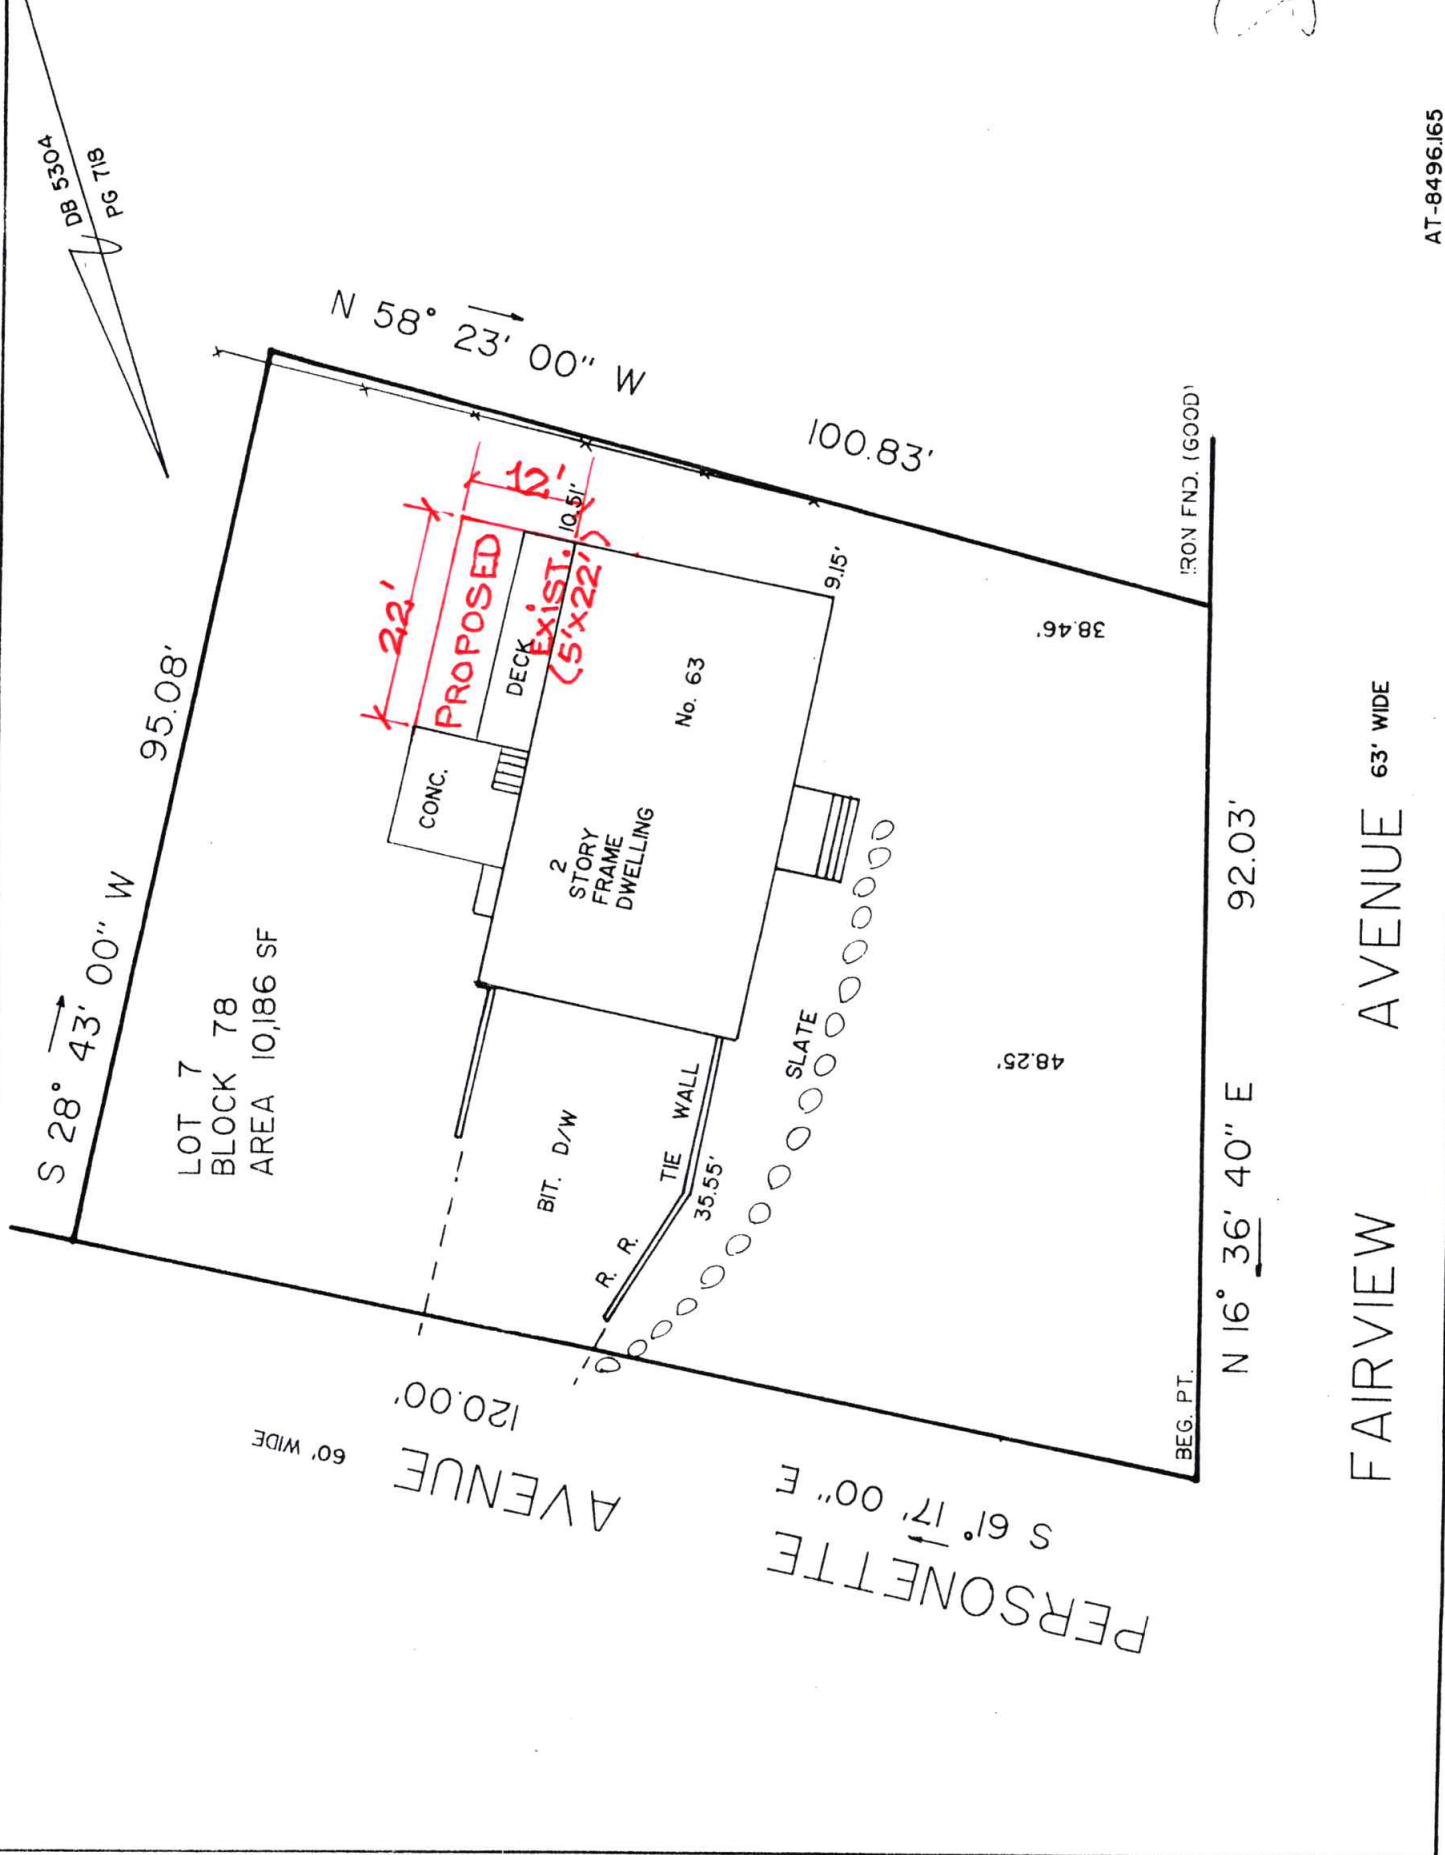 DB 5304
PG 718
N 58° 23' 00" W
100.83'
95.08'
S 28° 43' 00" W
LOT 7
BLOCK 78
AREA 10,186 SF
22'
12'
PROPOSED
10.51'
DECK
EXIST.
(5'X22')
CONC.
No. 63
9.15'
2
STORY
FRAME
DWELLING
IRON FND. (GOOD)
38.46'
BIT. D/W
R. R. TIE WALL
35.55'
SLATE
48.25'
120.00'
60' WIDE
PERSONETTE AVENUE
S 61° 17' 00" E
BEG. PT.
N 16° 36' 40" E
92.03'
FAIRVIEW AVENUE 63' WIDE
AT-8496.165